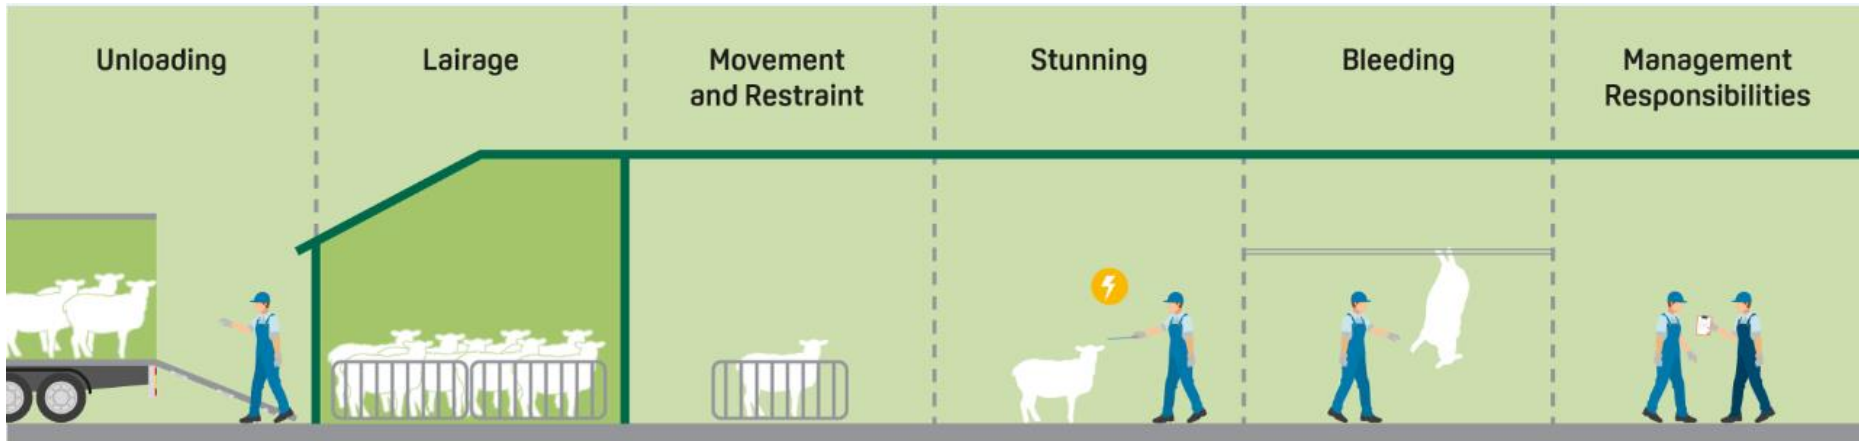 Unloading
Lairage
Movement
and Restraint
Stunning
Bleeding
Management
Responsibilities